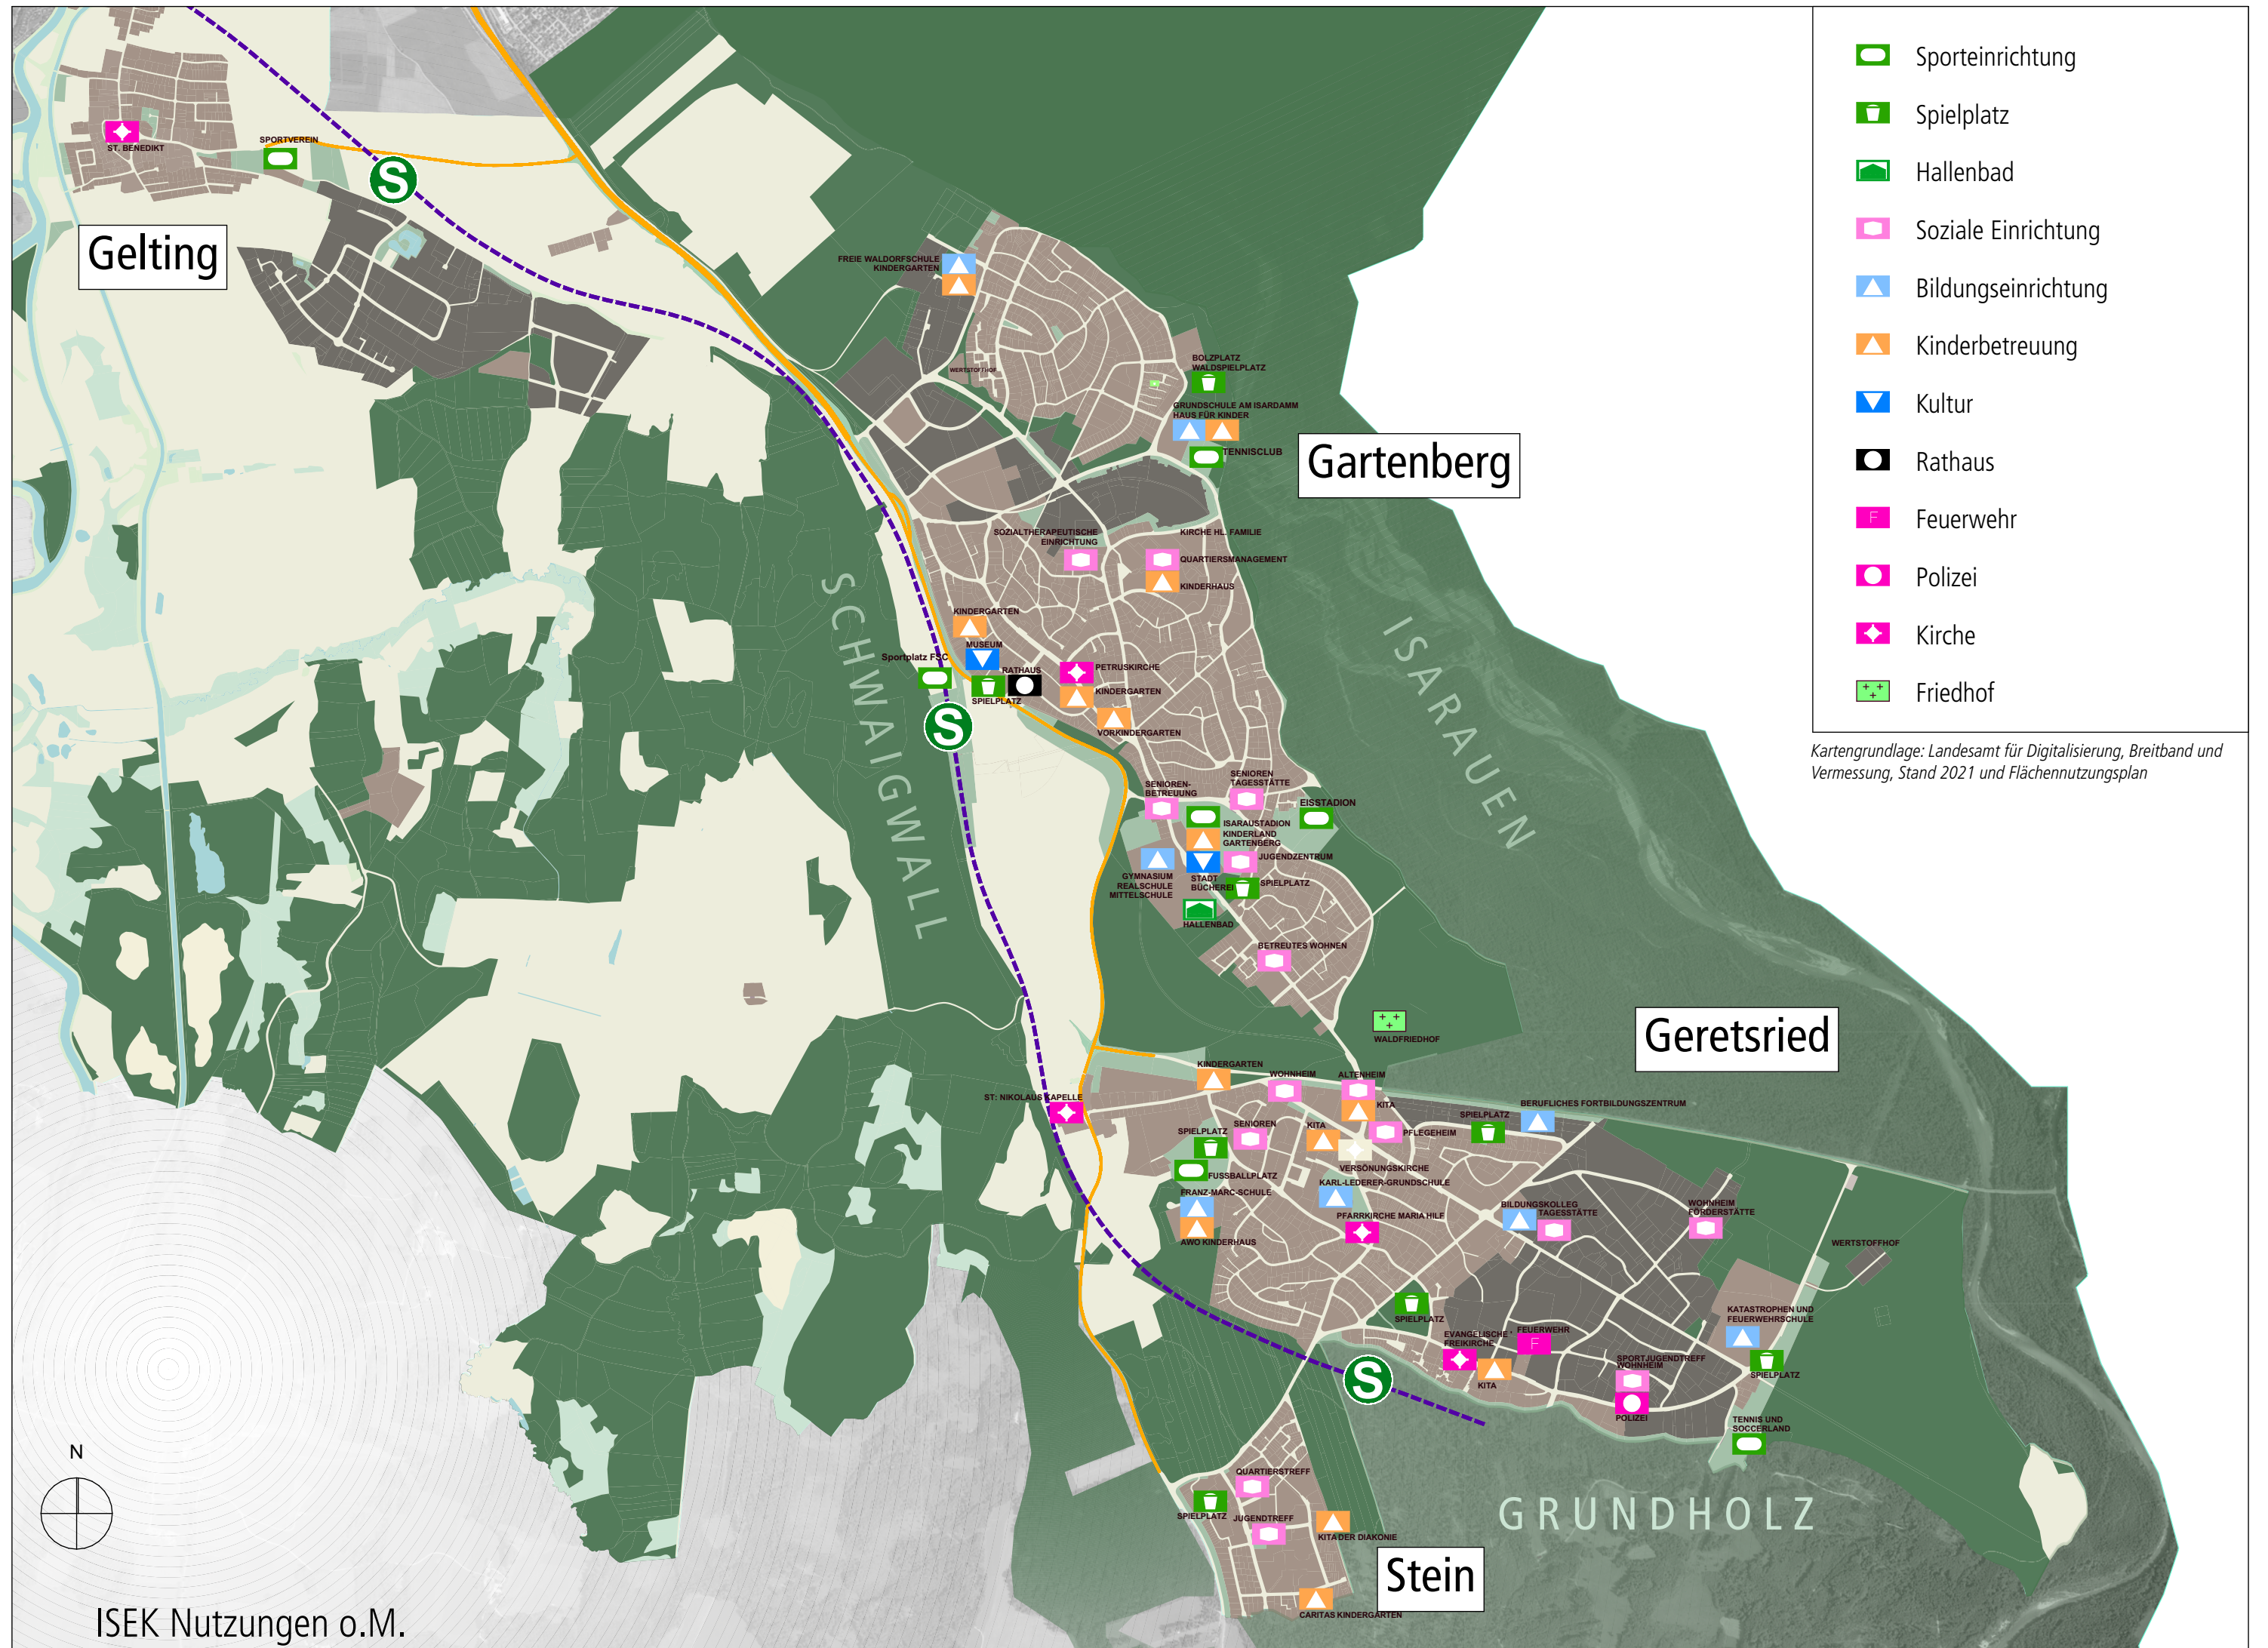 Sporteinrichtung
Spielplatz
Hallenbad
Soziale Einrichtung
Bildungseinrichtung
Kinderbetreuung
Kultur
Rathaus
F
Feuerwehr
Polizei
Kirche
Friedhof
Kartengrundlage: Landesamt für Digitalisierung, Breitband und
Vermessung, Stand 2021 und Flächennutzungsplan
ST. BENEDIKT
SPORTVEREIN
S
Gelting
FREIE WALDORFSCHULE
KINDERGARTEN
WERTSTOFFHOF
BOLZPLATZ
WALDSPIELPLATZ
GRUNDSCHULE AM ISARDAMM
HAUS FÜR KINDER
TENNISCLUB
Gartenberg
SOZIALTHERAPEUTISCHE
EINRICHTUNG
KIRCHE HL. FAMILIE
QUARTIERSMANAGEMENT
KINDERHAUS
SCHWAIGWALL
ISARAUEN
KINDERGARTEN
MUSEUM
Sportplatz FSC
RATHAUS
SPIELPLATZ
PETRUSKIRCHE
KINDERGARTEN
VORKINDERGARTEN
S
SENIOREN-
BETREUUNG
SENIOREN
TAGESSTÄTTE
EISSTADION
ISARAUSTADION
KINDERLAND
GARTENBERG
JUGENDZENTRUM
GYMNASIUM
REALSCHULE
MITTELSCHULE
STADT
BÜCHEREI
SPIELPLATZ
HALLENBAD
BETREUTES WOHNEN
WALDFRIEDHOF
Geretsried
KINDERGARTEN
WOHNHEIM
ALTENHEIM
KITA
ST: NIKOLAUS KAPELLE
SPIELPLATZ
SENIOREN
KITA
PFLEGEHEIM
SPIELPLATZ
BERUFLICHES FORTBILDUNGSZENTRUM
FUSSBALLPLATZ
VERSÖNUNGSKIRCHE
KARL-LEDERER-GRUNDSCHULE
FRANZ-MARC-SCHULE
AWO KINDERHAUS
PFARRKIRCHE MARIA HILF
BILDUNGSKOLLEG
TAGESSTÄTTE
WOHNHEIM
FÖRDERSTÄTTE
WERTSTOFFHOF
SPIELPLATZ
EVANGELISCHE
FREIKIRCHE
FEUERWEHR
F
KITA
KATASTROPHEN UND
FEUERWEHRSCHULE
SPIELPLATZ
SPORTJUGENDTREFF
WOHNHEIM
POLIZEI
S
TENNIS UND
SOCCERLAND
GRUNDHOLZ
QUARTIERSTREFF
SPIELPLATZ
JUGENDTREFF
KITA DER DIAKONIE
Stein
CARITAS KINDERGARTEN
N
ISEK Nutzungen o.M.